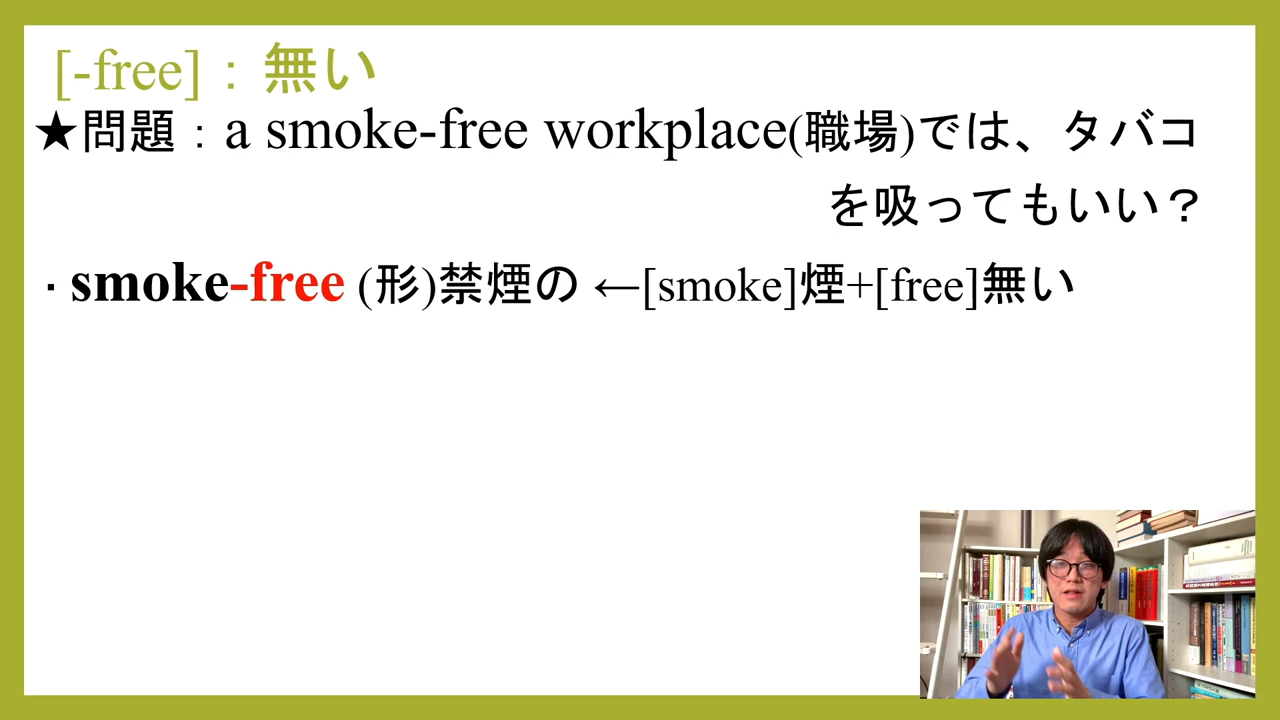 [-free]：無い
★問題：a smoke-free workplace(職場)では、タバコ
を吸ってもいい？
・smoke-free (形)禁煙の ←[smoke]煙+[free]無い